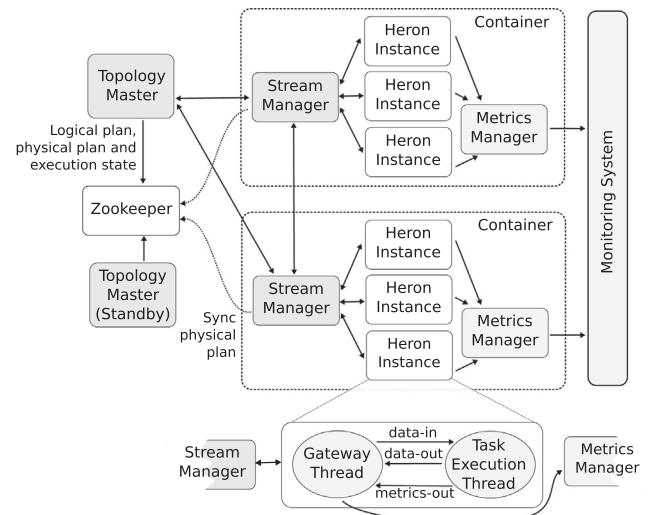 Container
Heron
Instance
Topology
Master
Stream
Manager
Heron
Instance
Metrics
Manager
Logical plan,
physical plan and
execution state
Heron
Instance
Zookeeper
Monitoring System
Container
Heron
Instance
Topology
Master
(Standby)
Stream
Manager
Heron
Instance
Metrics
Manager
Sync
physical
plan
Heron
Instance
Stream
Manager
Gateway
Thread
data-in
data-out
metrics-out
Task
Execution
Thread
Metrics
Manager